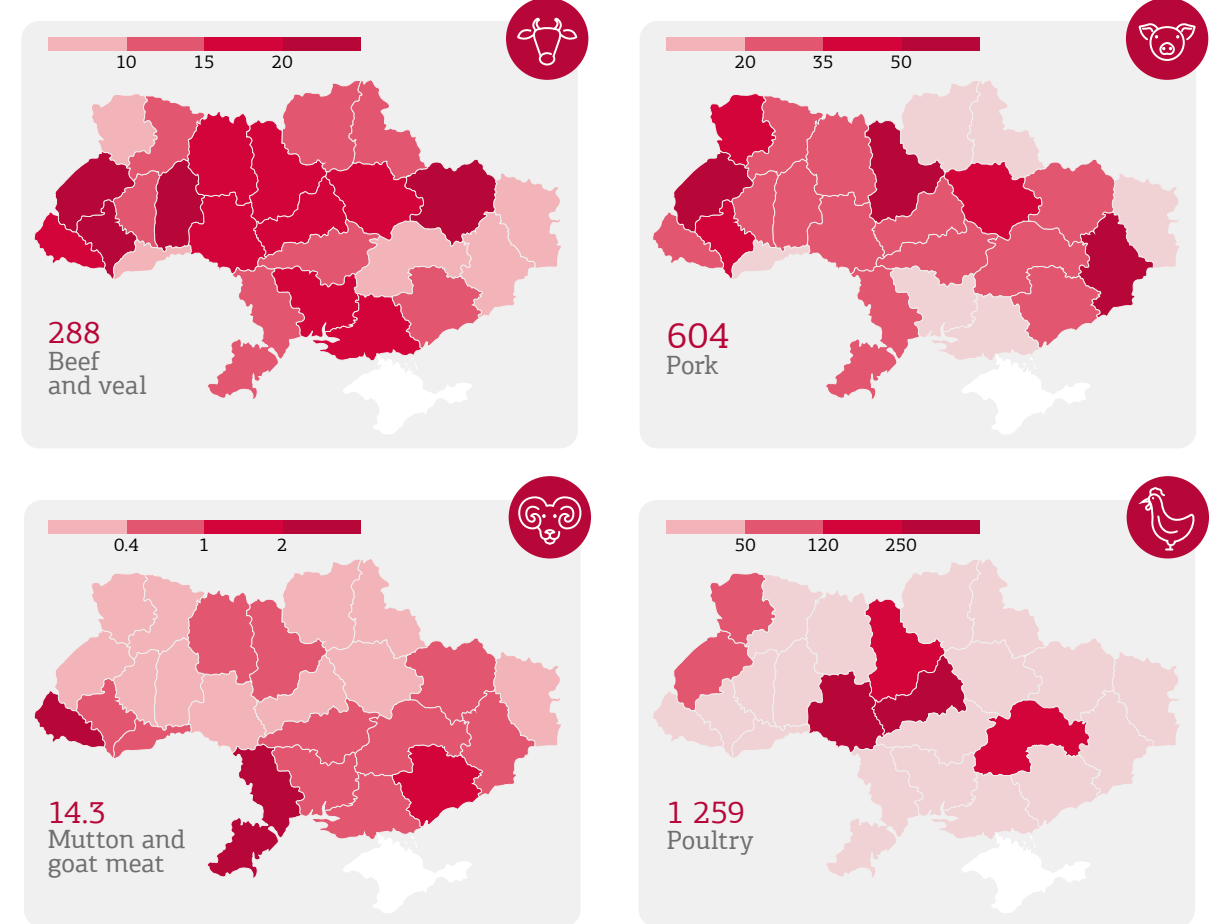 10 15 20
288
Beef
and veal
20 35 50
604
Pork
0.4 1 2
14.3
Mutton and
goat meat
50 120 250
1 259
Poultry